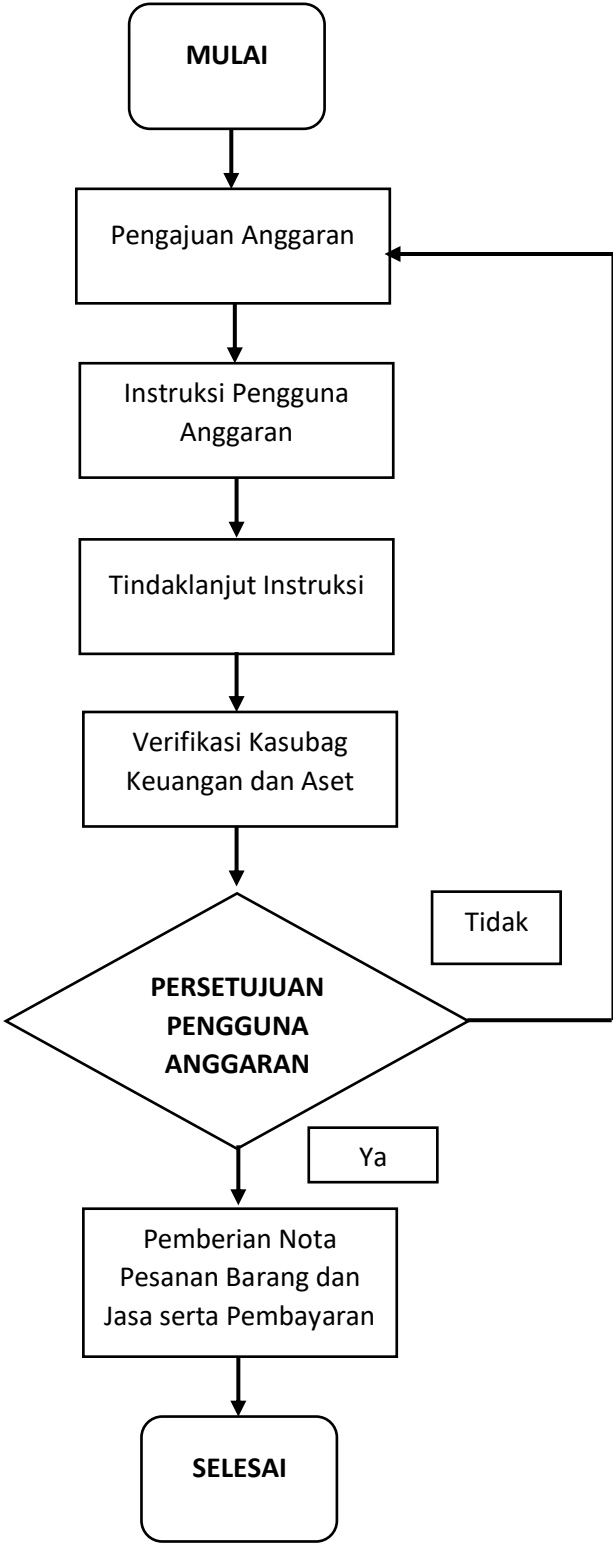 MULAI
Pengajuan Anggaran
Instruksi Pengguna
Anggaran
Tindaklanjut Instruksi
Verifikasi Kasubag
Keuangan dan Aset
Tidak
PERSETUJUAN
PENGGUNA
ANGGARAN
Ya
Pemberian Nota
Pesanan Barang dan
Jasa serta Pembayaran
SELESAI